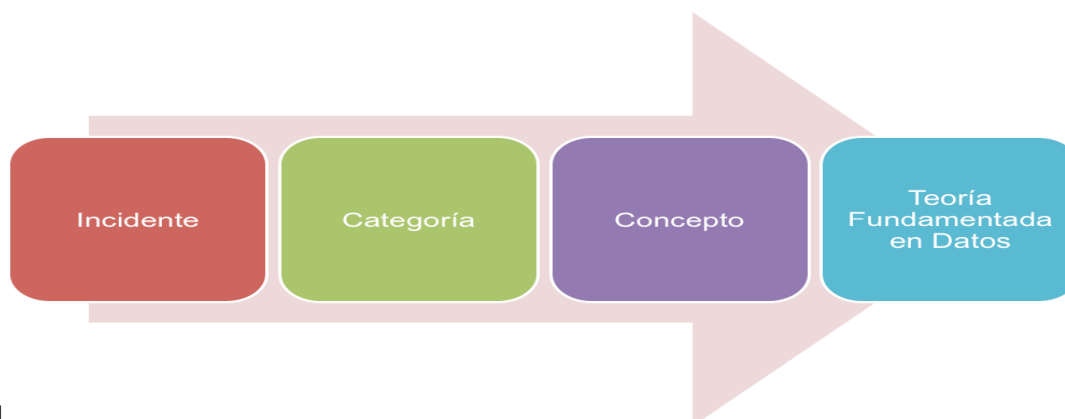 Incidente
Categoría
Concepto
Teoría
Fundamentada
en Datos